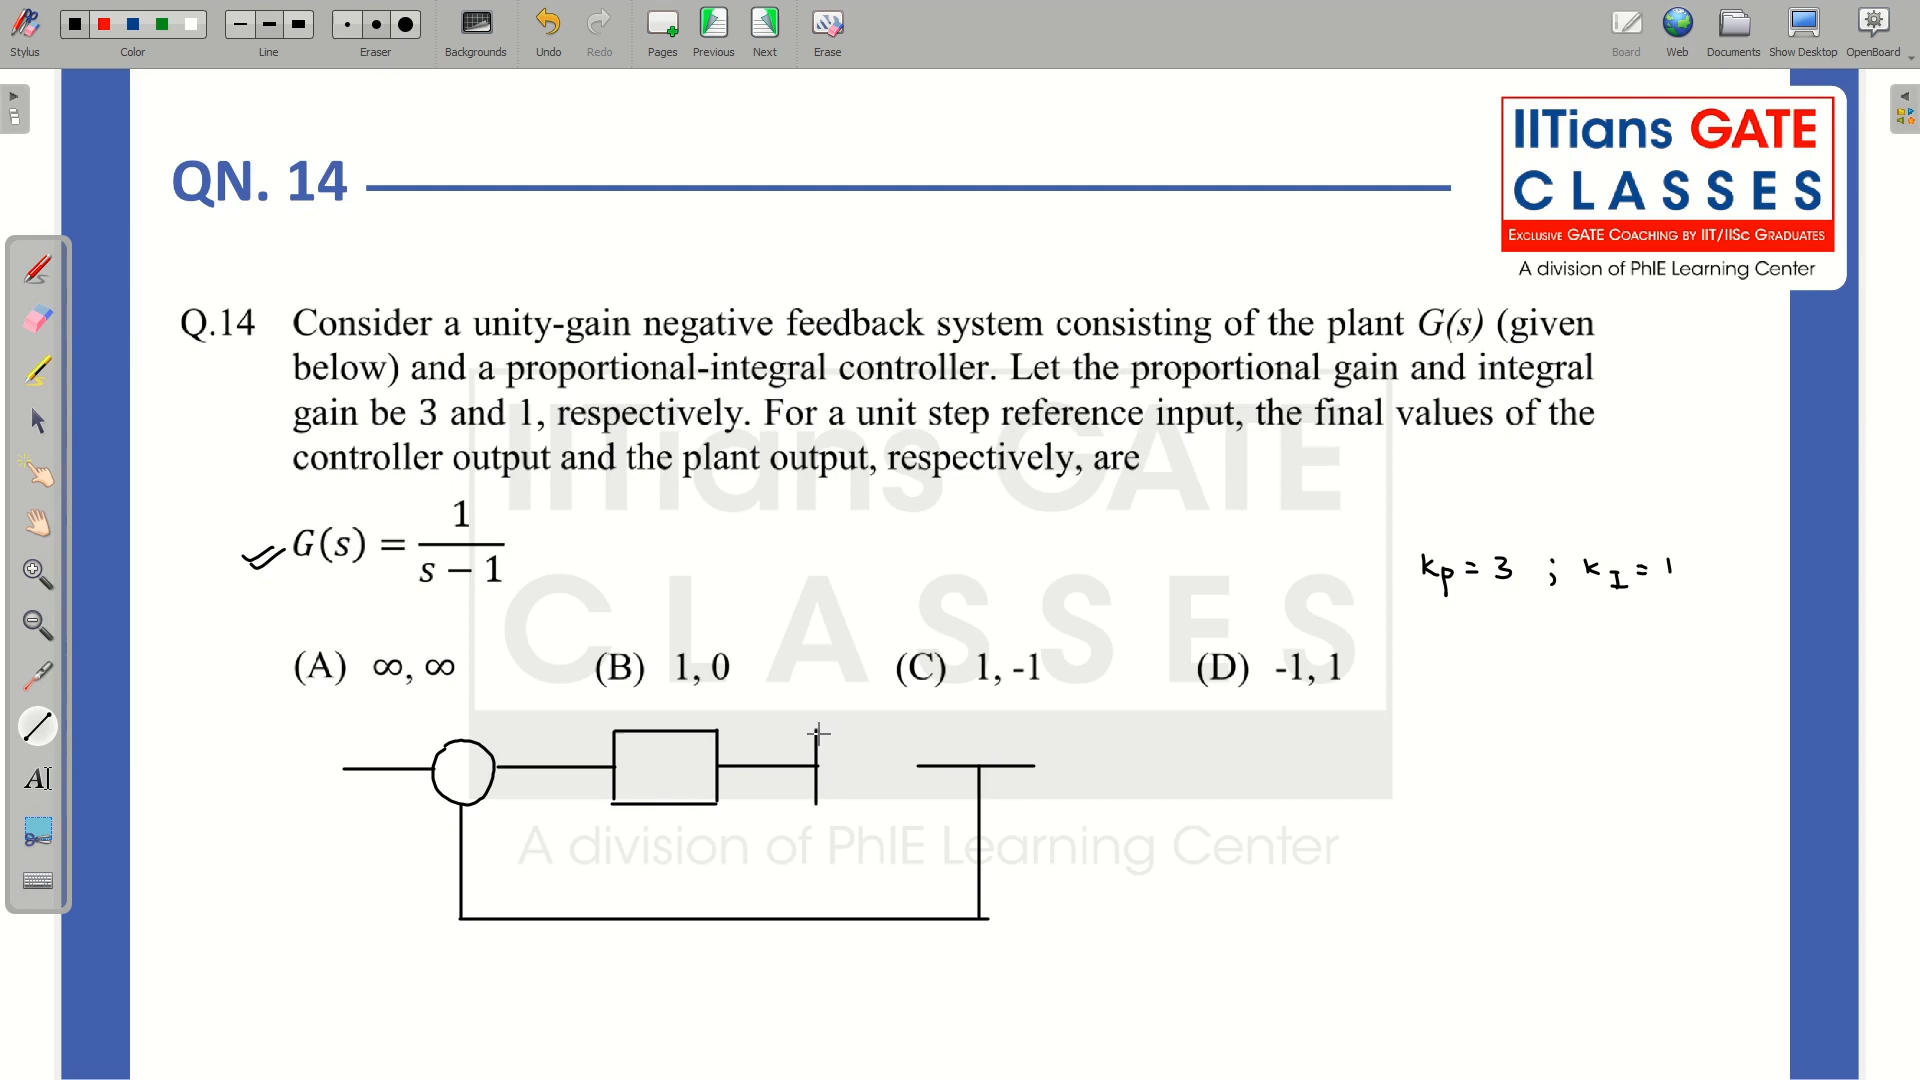 Stylus
Color
Line
Eraser
Backgrounds
Undo
Redo
Pages
Previous
Next
Erase
Board
Web
Documents
Show Desktop
OpenBoard
IITians GATE
CLASSES
EXCLUSIVE GATE COACHING BY IIT/IISc GRADUATES
A division of PhIE Learning Center
QN. 14
Q.14 Consider a unity-gain negative feedback system consisting of the plant G(s) (given
below) and a proportional-integral controller. Let the proportional gain and integral
gain be 3 and 1, respectively. For a unit step reference input, the final values of the
controller output and the plant output, respectively, are
G(s) = 1 / (s − 1)
kp = 3 ; kI = 1
(A) ∞, ∞ (B) 1, 0 (C) 1, -1 (D) -1, 1
IITians GATE
CLASSES
A division of PhIE Learning Center